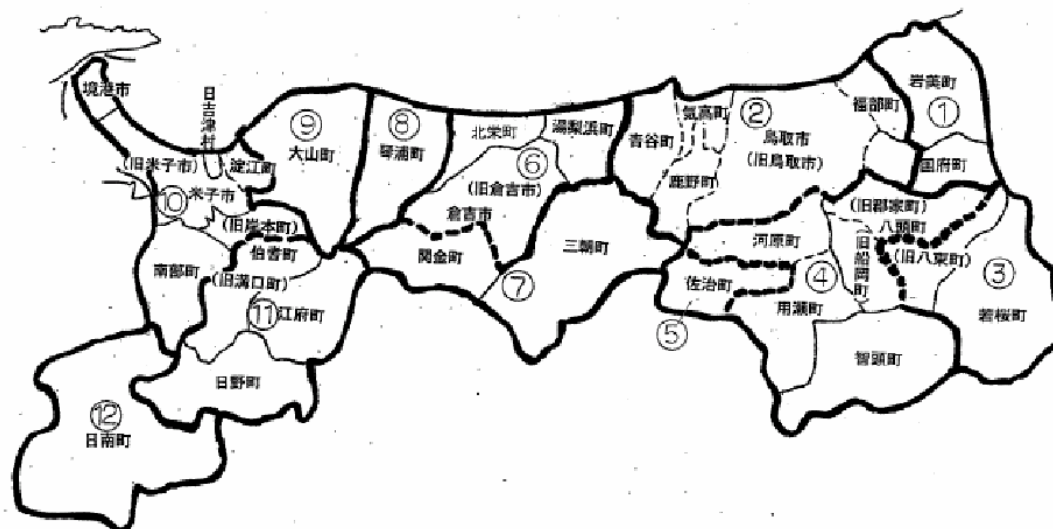 境港市
日吉津村
(旧米子市)
淀江町
⑩
米子市
(旧岸本町)
⑨
大山町
⑧
琴浦町
北栄町
湯梨浜町
⑥
(旧倉吉市)
倉吉市
関金町
⑦
三朝町
青谷町
気高町
鹿野町
②
鳥取市
(旧鳥取市)
福部町
岩美町
①
国府町
(旧郡家町)
八頭町
(旧八東町)
旧船岡町
③
若桜町
河原町
④
佐治町
用瀬町
⑤
智頭町
南部町
伯耆町
(旧溝口町)
⑪江府町
日野町
⑫
日南町